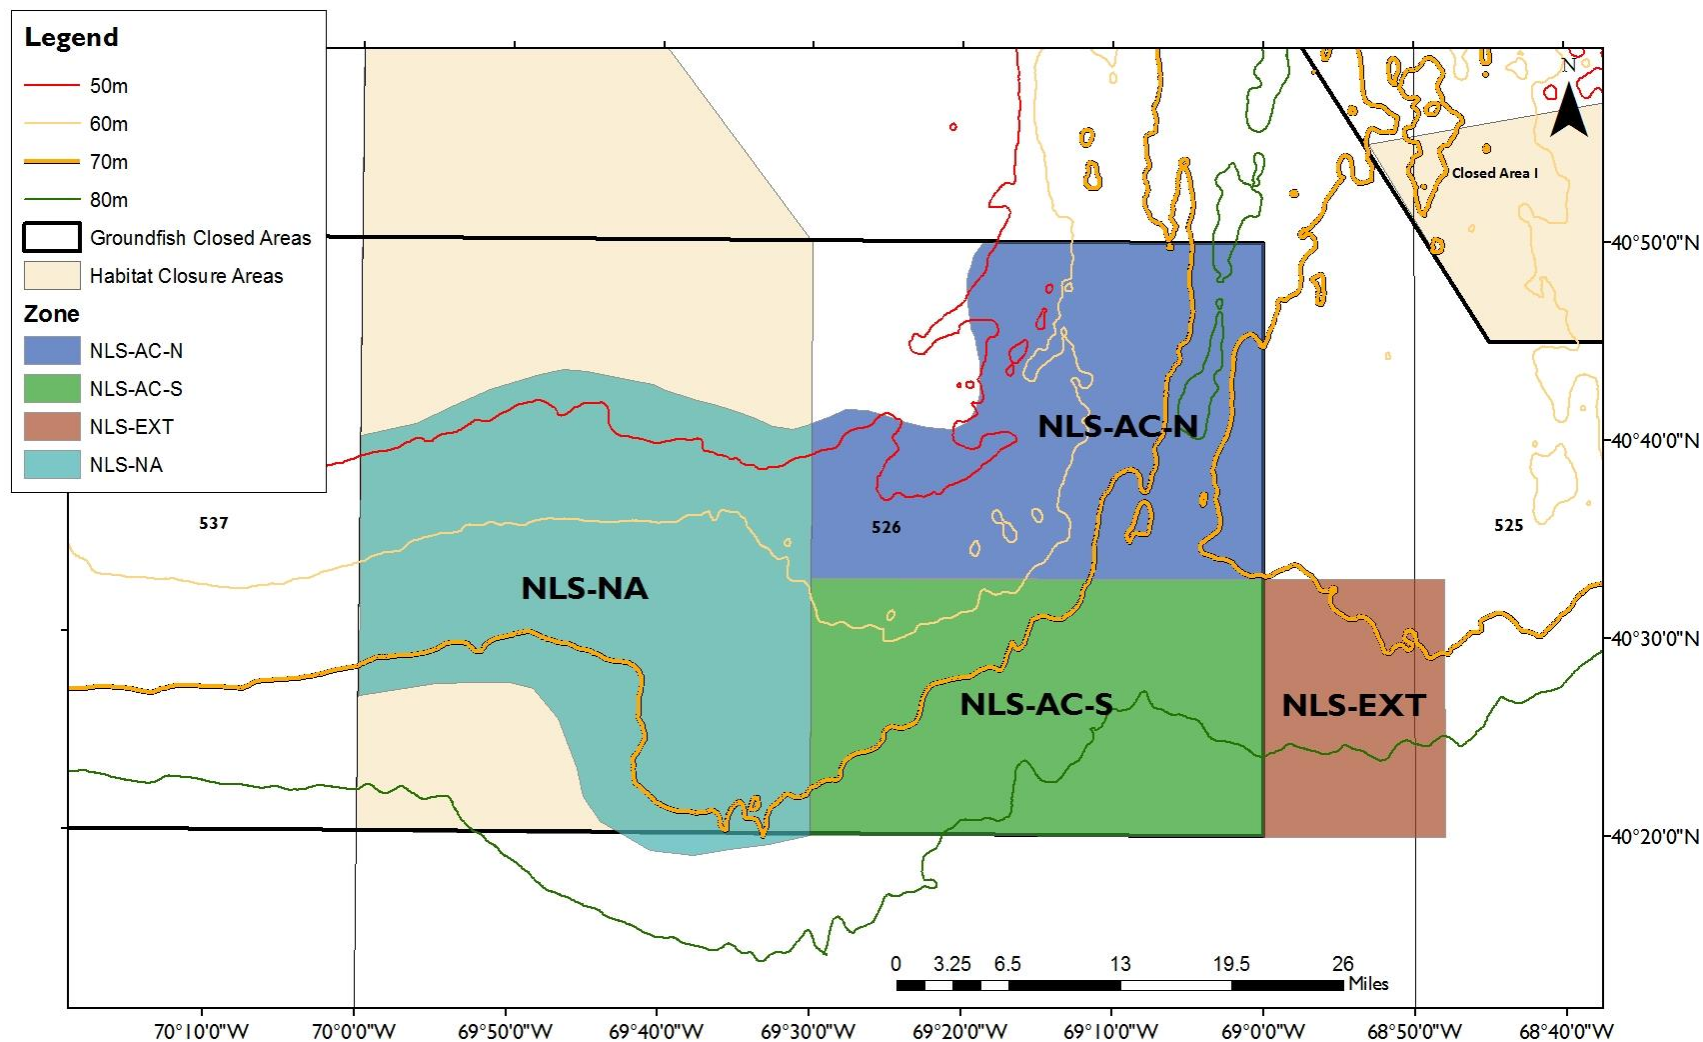 Legend
50m
60m
70m
80m
Groundfish Closed Areas
Habitat Closure Areas
Zone
NLS-AC-N
NLS-AC-S
NLS-EXT
NLS-NA
N
Closed Area I
40°50'0"N
NLS-AC-N
40°40'0"N
537
526
525
NLS-NA
40°30'0"N
NLS-AC-S
NLS-EXT
40°20'0"N
0 3.25 6.5 13 19.5 26
Miles
70°10'0"W 70°0'0"W 69°50'0"W 69°40'0"W 69°30'0"W 69°20'0"W 69°10'0"W 69°0'0"W 68°50'0"W 68°40'0"W